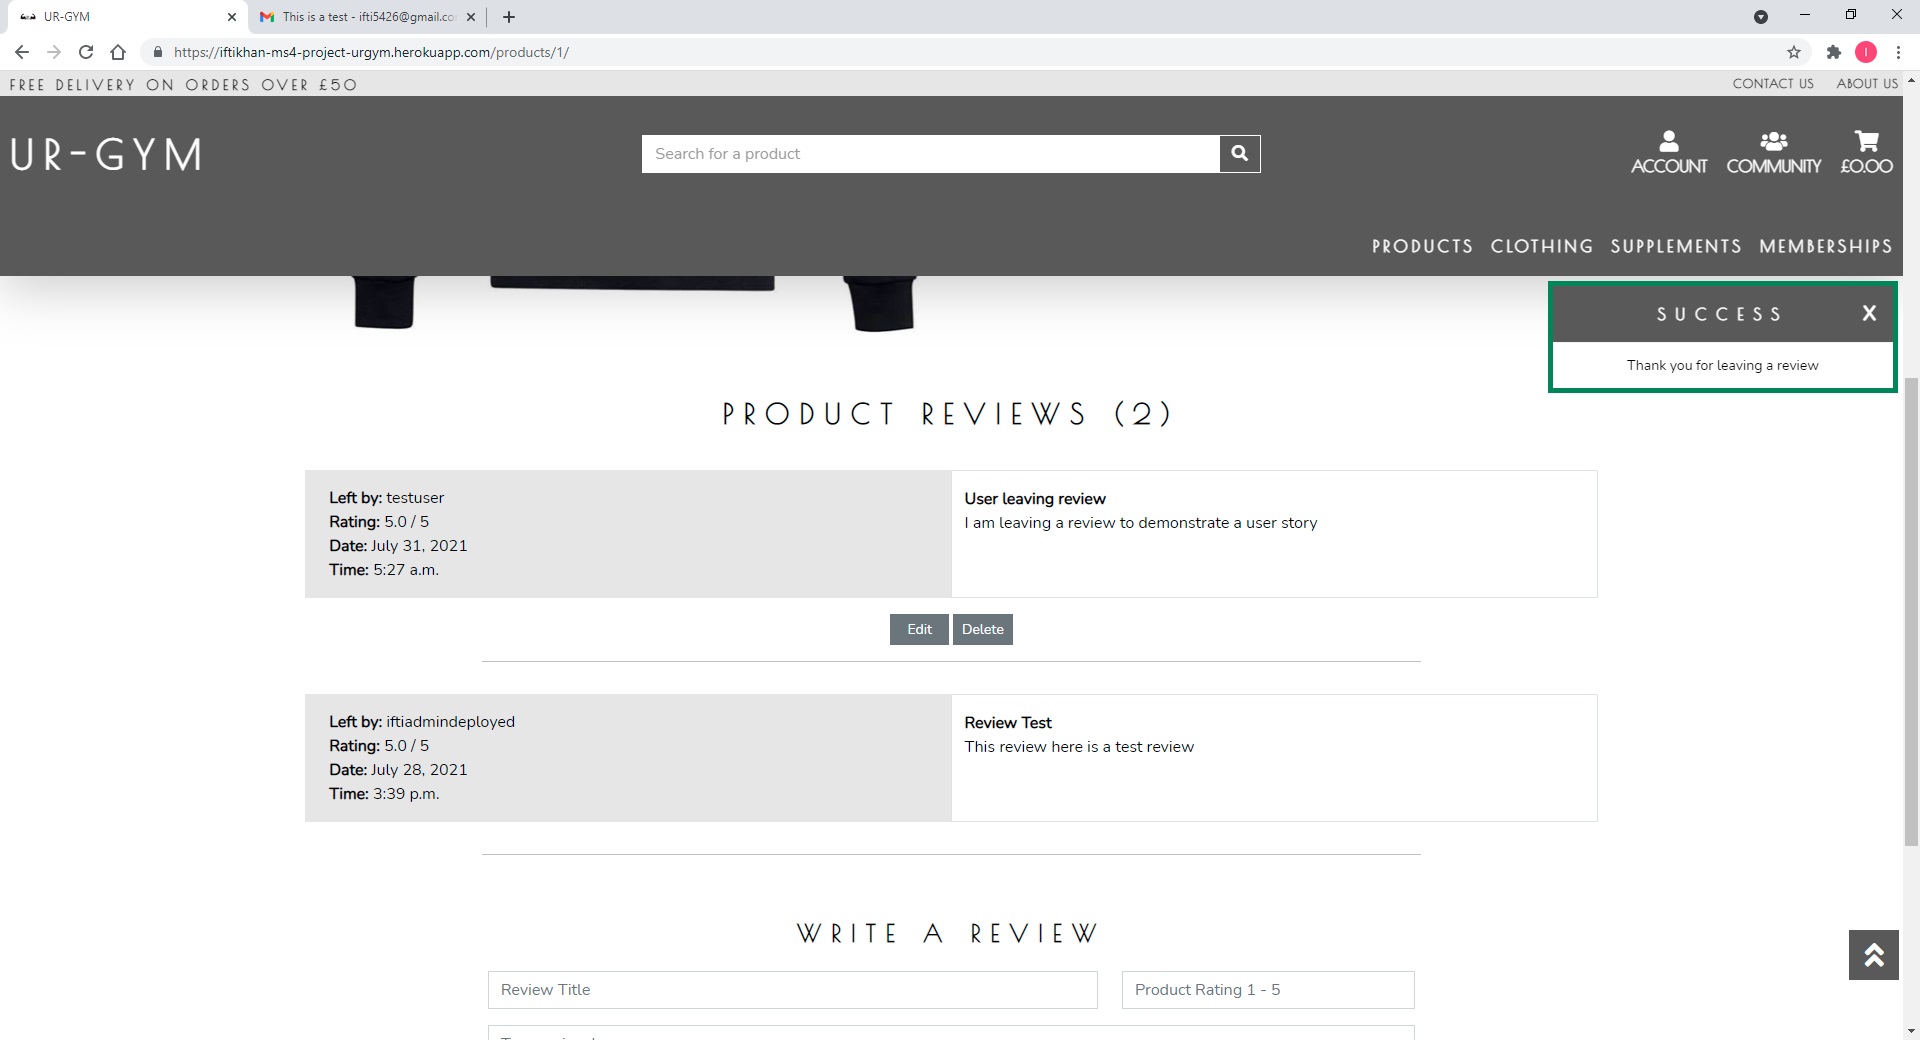 UR-GYM
This is a test - ifti5426@gmail.co
https://iftikhan-ms4-project-urgym.herokuapp.com/products/1/
I
FREE DELIVERY ON ORDERS OVER £50
CONTACT US
ABOUT US
UR-GYM
Search for a product
ACCOUNT
COMMUNITY
£0.00
PRODUCTS
CLOTHING
SUPPLEMENTS
MEMBERSHIPS
SUCCESS
X
Thank you for leaving a review
PRODUCT REVIEWS (2)
Left by: testuser
Rating: 5.0 / 5
Date: July 31, 2021
Time: 5:27 a.m.
User leaving review
I am leaving a review to demonstrate a user story
Edit
Delete
Left by: iftiadmindeployed
Rating: 5.0 / 5
Date: July 28, 2021
Time: 3:39 p.m.
Review Test
This review here is a test review
WRITE A REVIEW
Review Title
Product Rating 1 - 5